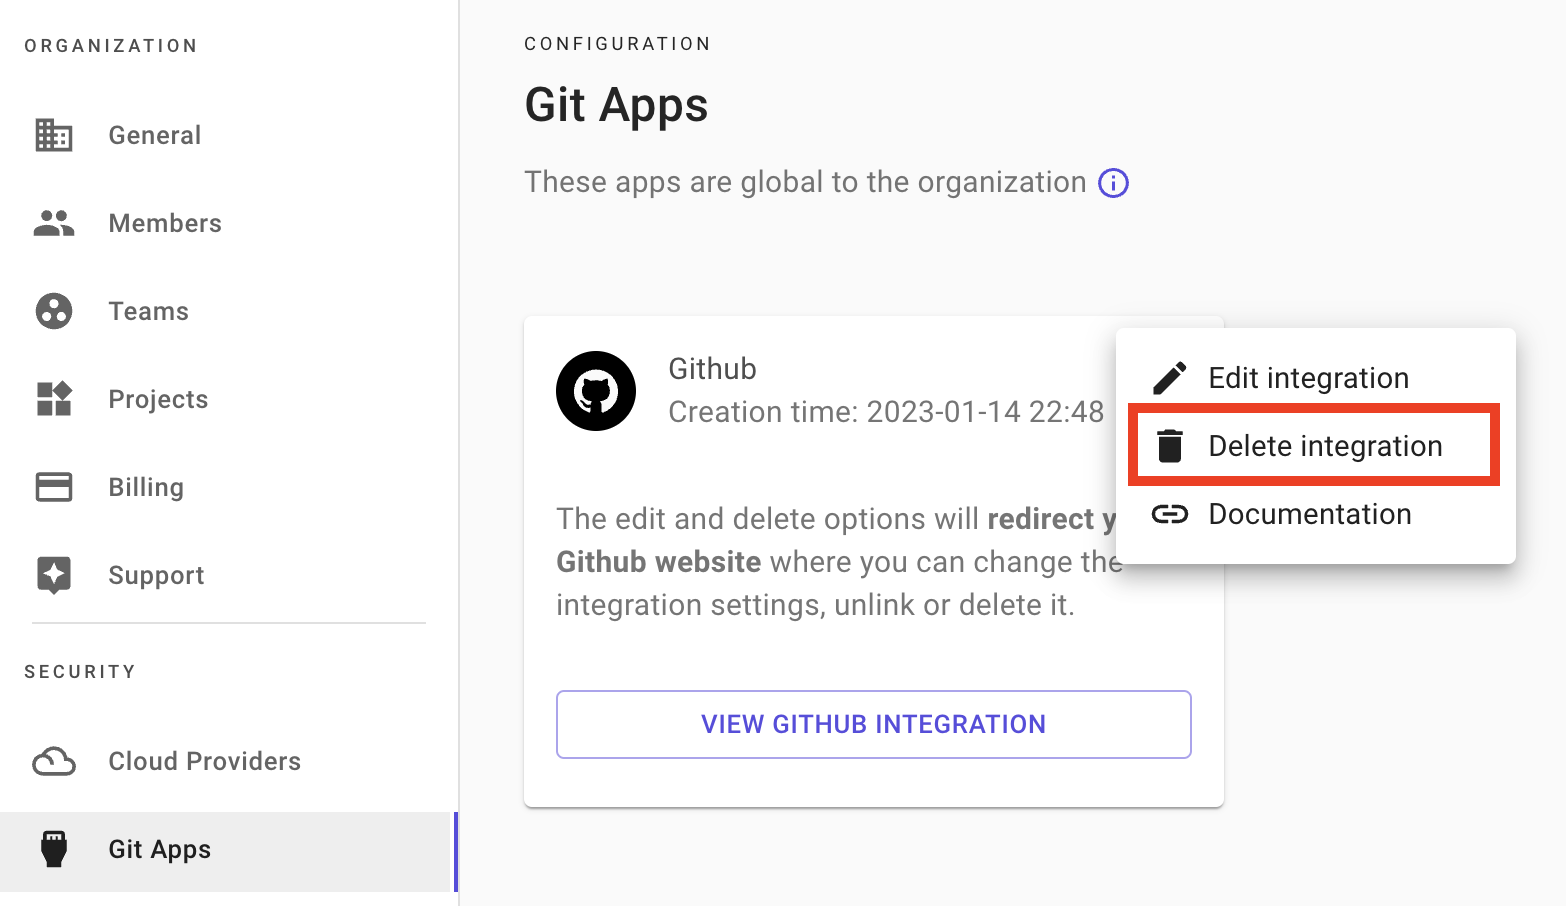 ORGANIZATION
General
Members
Teams
Projects
Billing
Support
SECURITY
Cloud Providers
Git Apps
CONFIGURATION
Git Apps
These apps are global to the organization
Github
Creation time: 2023-01-14 22:48
The edit and delete options will redirect y
Github website where you can change the
integration settings, unlink or delete it.
VIEW GITHUB INTEGRATION
Edit integration
Delete integration
Documentation